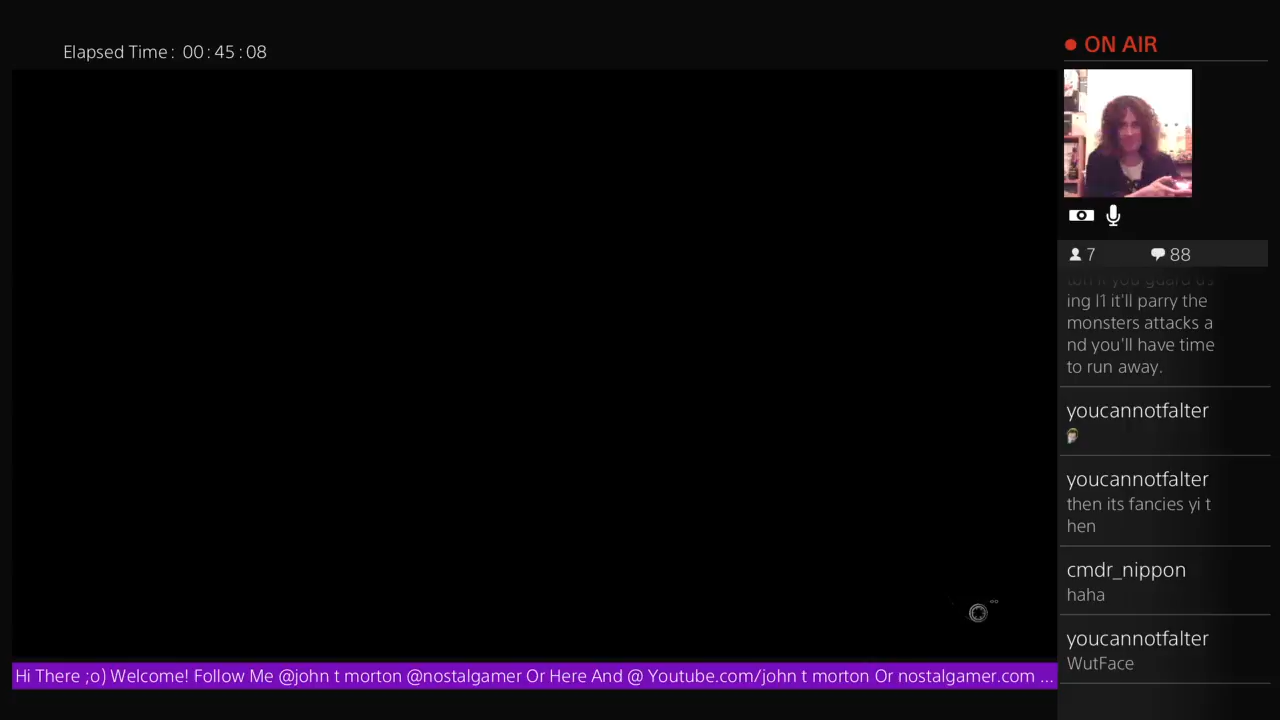 Elapsed Time: 00:45:08
ON AIR
7 88
ing l1 it'll parry the
monsters attacks a
nd you'll have time
to run away.
youcannotfalter
youcannotfalter
then its fancies yi t
hen
cmdr_nippon
haha
youcannotfalter
WutFace
Hi There ;o) Welcome! Follow Me @john t morton @nostalgamer Or Here And @ Youtube.com/john t morton Or nostalgamer.com ...